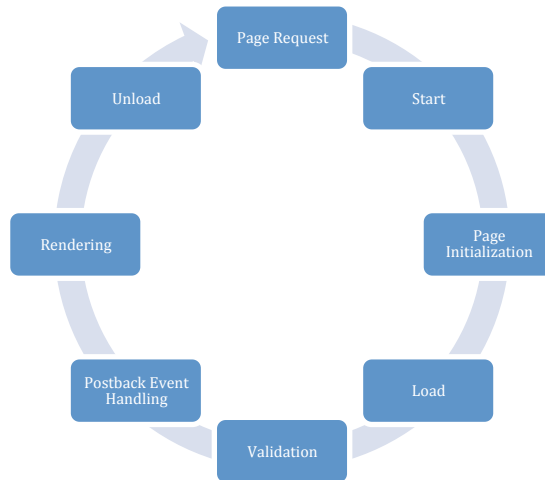 Page Request
Start
Page
Initialization
Load
Validation
Postback Event
Handling
Rendering
Unload